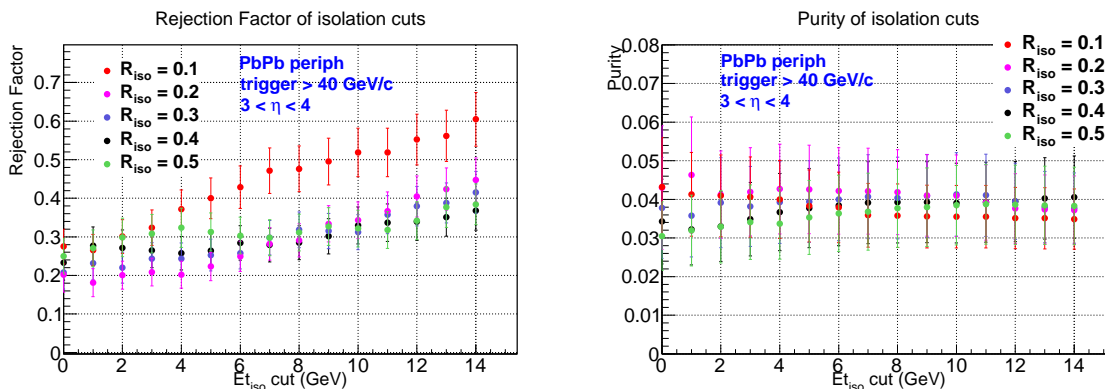 Rejection Factor of isolation cuts
Rejection Factor
0.7
0.6
0.5
0.4
0.3
0.2
0.1
0
R_iso = 0.1
R_iso = 0.2
R_iso = 0.3
R_iso = 0.4
R_iso = 0.5
PbPb periph
trigger > 40 GeV/c
3 < η < 4
0 2 4 6 8 10 12 14
Et_iso cut (GeV)
Purity of isolation cuts
Purity
0.08
0.07
0.06
0.05
0.04
0.03
0.02
0.01
0
PbPb periph
trigger > 40 GeV/c
3 < η < 4
R_iso = 0.1
R_iso = 0.2
R_iso = 0.3
R_iso = 0.4
R_iso = 0.5
0 2 4 6 8 10 12 14
Et_iso cut (GeV)